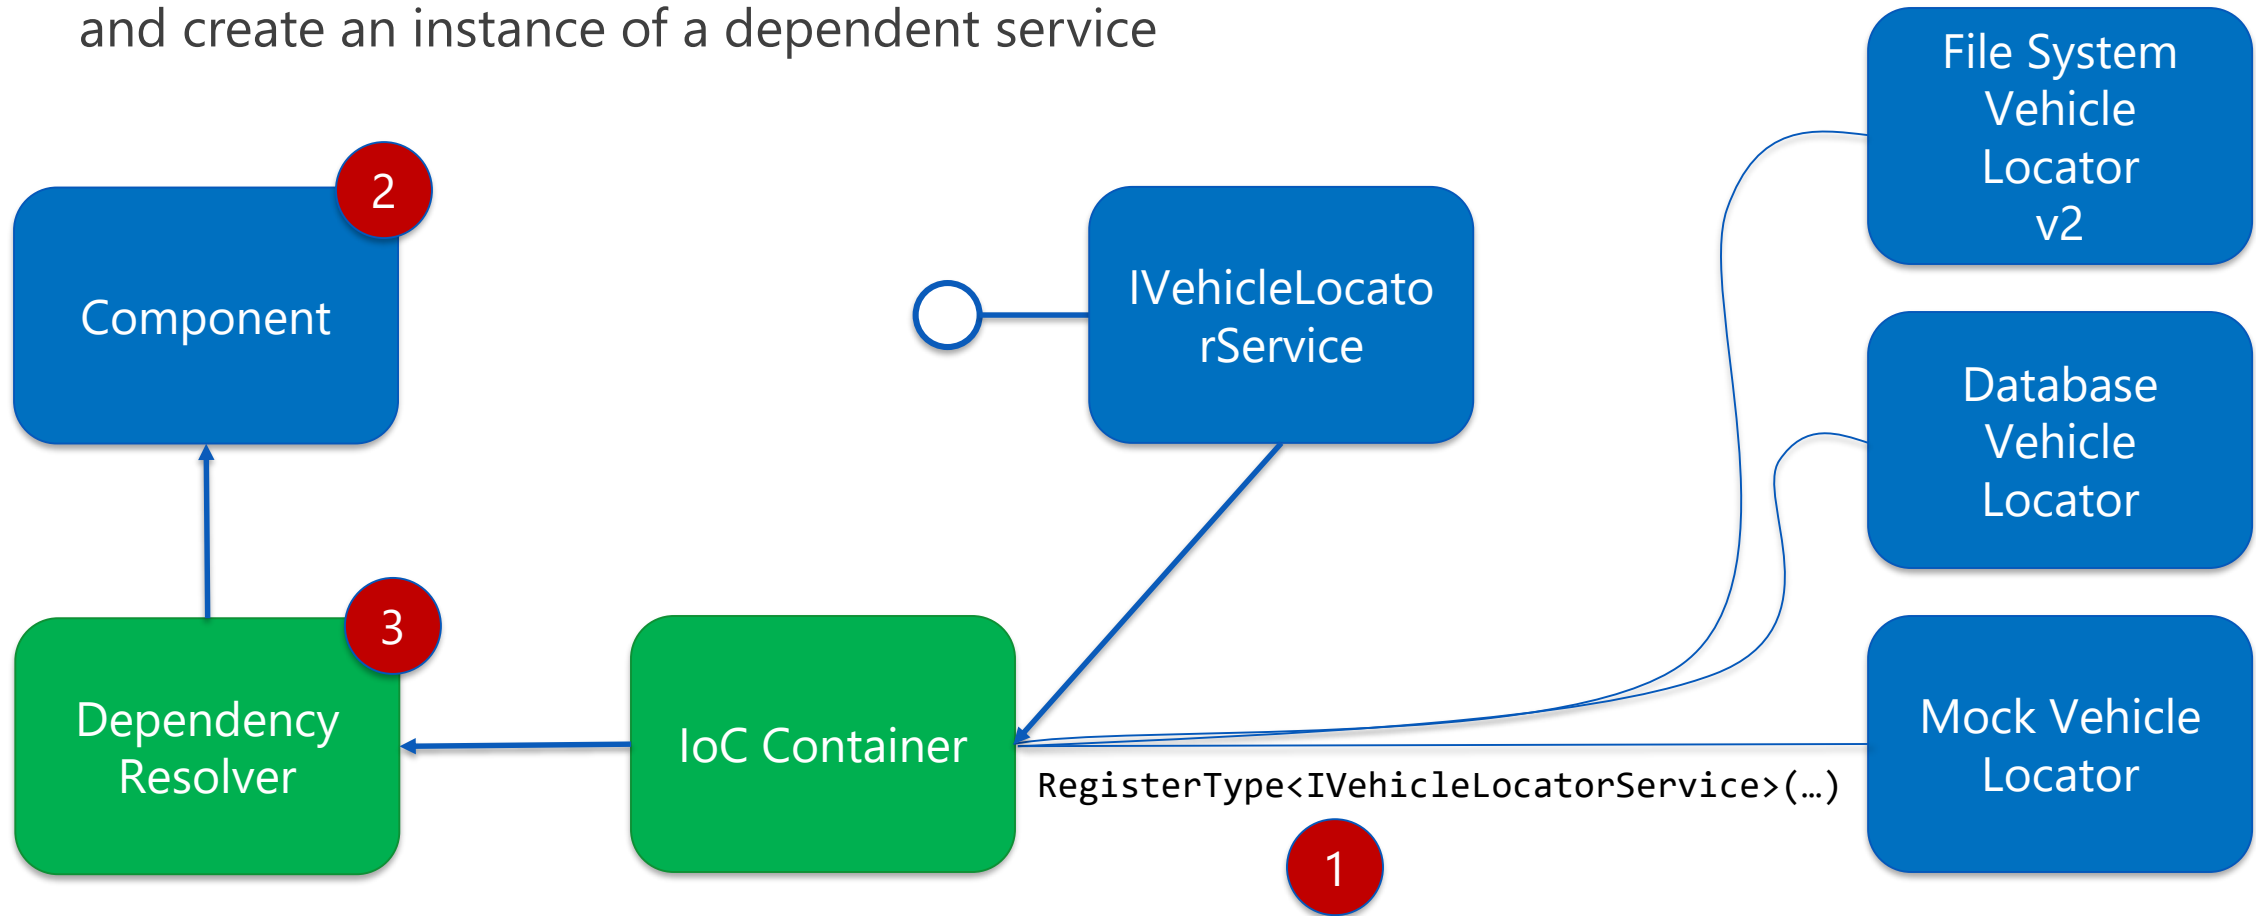 and create an instance of a dependent service
File System
Vehicle
Locator
v2
2
Component
IVehicleLocato
rService
Database
Vehicle
Locator
3
Dependency
Resolver
IoC Container
RegisterType<IVehicleLocatorService>(…)
Mock Vehicle
Locator
1